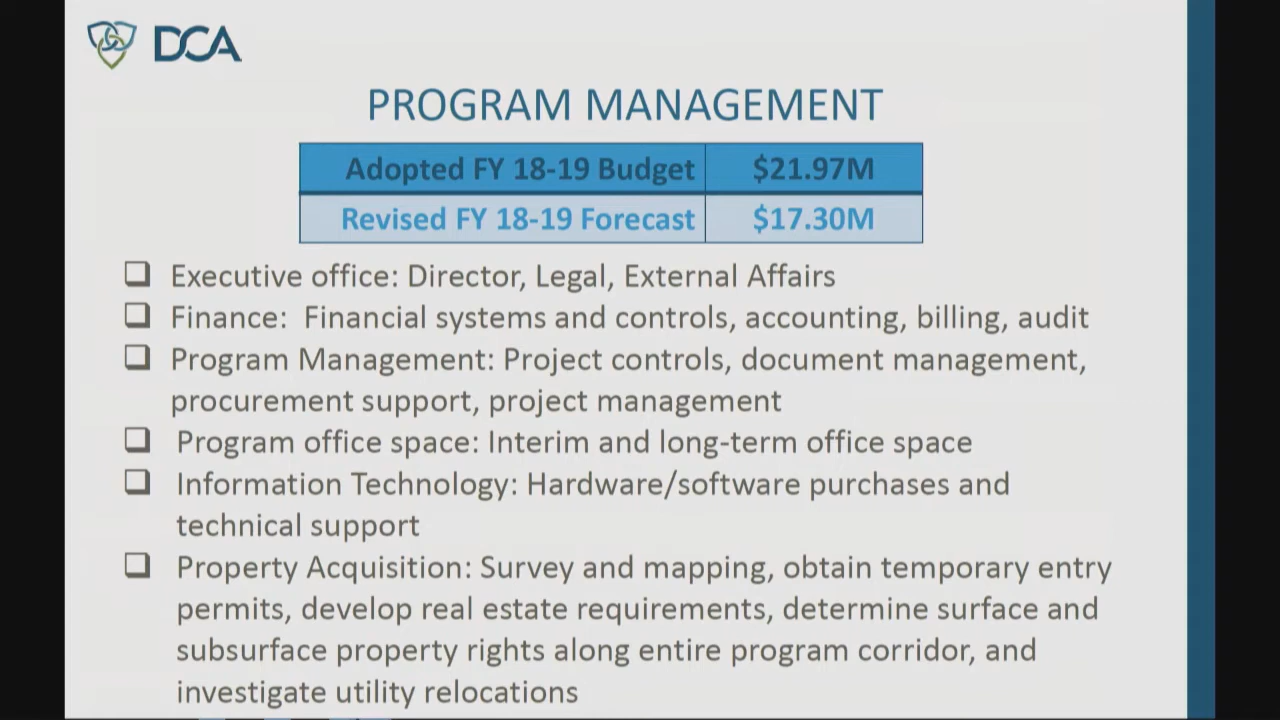 DCA
PROGRAM MANAGEMENT
Adopted FY 18-19 Budget $21.97M
Revised FY 18-19 Forecast $17.30M
Executive office: Director, Legal, External Affairs
Finance: Financial systems and controls, accounting, billing, audit
Program Management: Project controls, document management,
procurement support, project management
Program office space: Interim and long-term office space
Information Technology: Hardware/software purchases and
technical support
Property Acquisition: Survey and mapping, obtain temporary entry
permits, develop real estate requirements, determine surface and
subsurface property rights along entire program corridor, and
investigate utility relocations